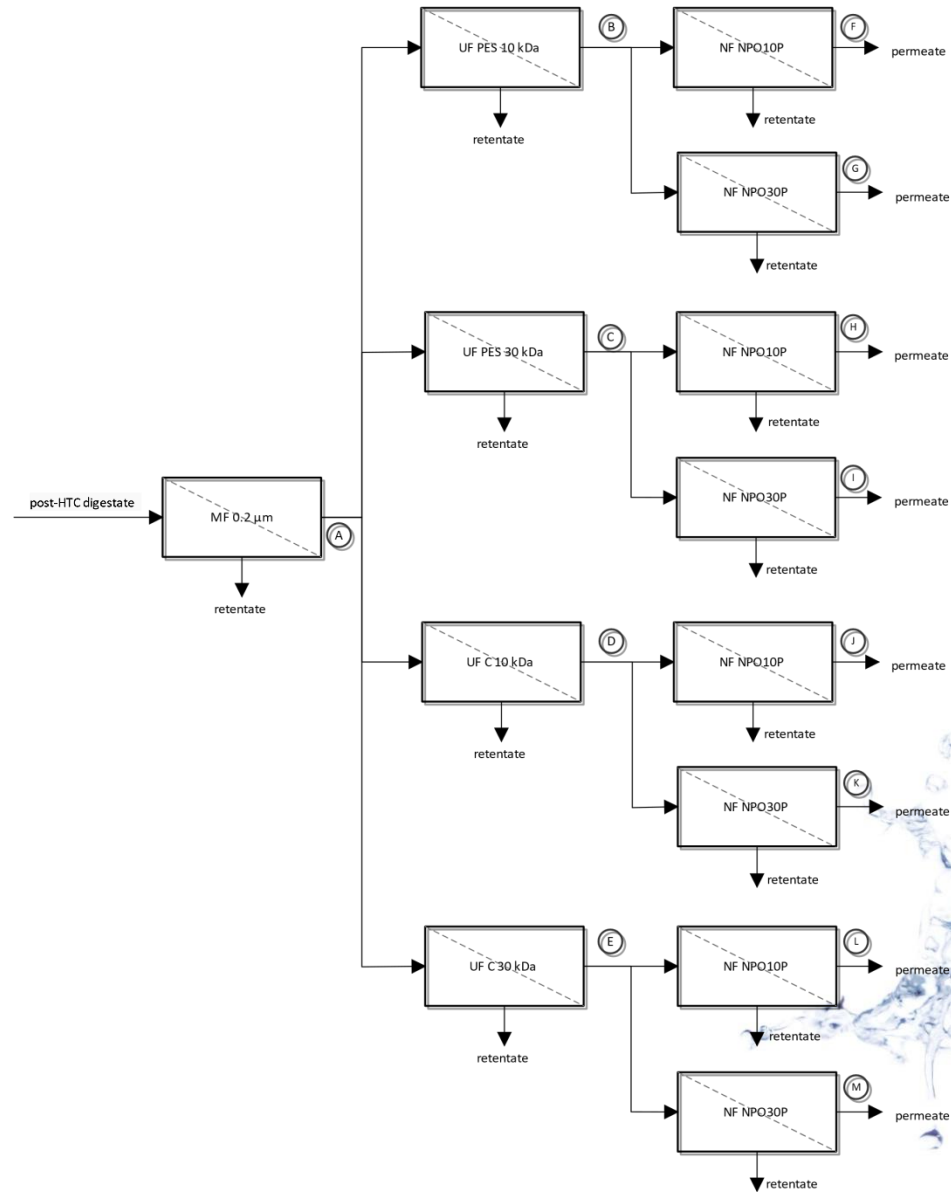 B
F
UF PES 10 kDa
NF NPO10P
permeate
retentate
retentate
G
NF NPO30P
permeate
retentate
C
H
UF PES 30 kDa
NF NPO10P
permeate
retentate
retentate
I
NF NPO30P
permeate
post-HTC digestate
MF 0.2 µm
A
retentate
retentate
D
J
UF C 10 kDa
NF NPO10P
permeate
retentate
retentate
K
NF NPO30P
permeate
retentate
E
L
UF C 30 kDa
NF NPO10P
permeate
retentate
retentate
M
NF NPO30P
permeate
retentate